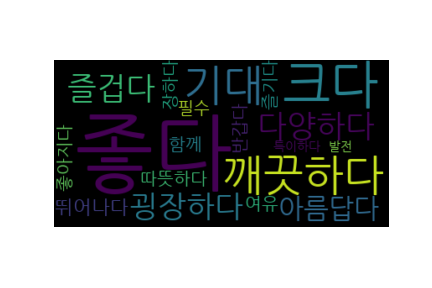 즐겁다
장하다
기대
즐기다
크다
필수
좋다
반갑다
다양하다
함께
특이하다
발전
좋아지다
따뜻하다
깨끗하다
뛰어나다
굉장하다
여유
아름답다